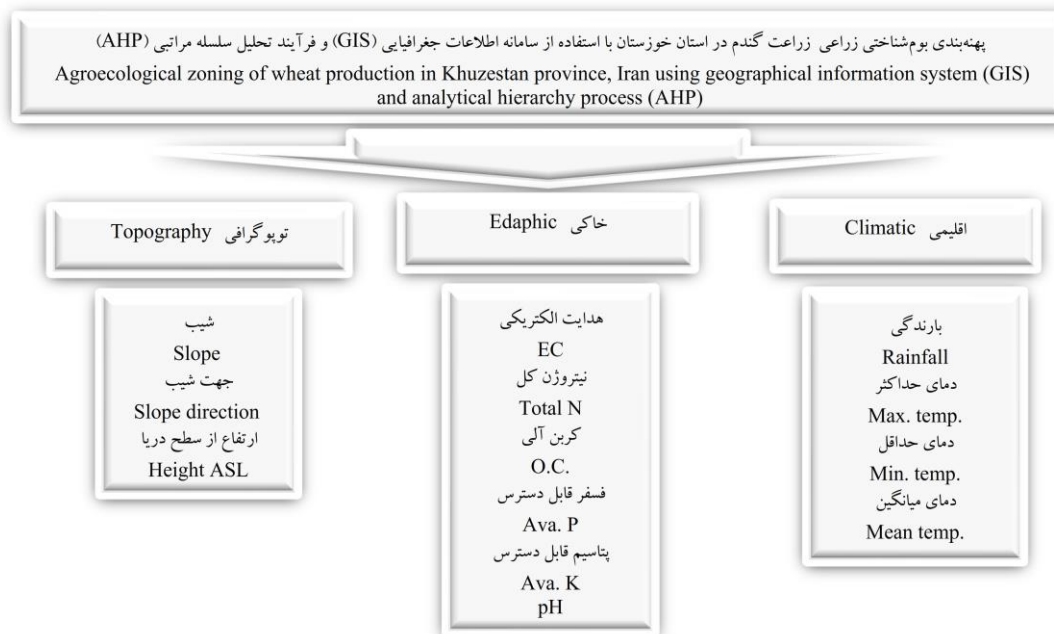 پهنه‌بندی بوم‌شناختی زراعی زراعت گندم در استان خوزستان با استفاده از سامانه اطلاعات جغرافیایی (GIS) و فرآیند تحلیل سلسله مراتبی (AHP)
Agroecological zoning of wheat production in Khuzestan province, Iran using geographical information system (GIS)
and analytical hierarchy process (AHP)
توپوگرافی Topography
شیب
Slope
جهت شیب
Slope direction
ارتفاع از سطح دریا
Height ASL
خاکی Edaphic
هدایت الکتریکی
EC
نیتروژن کل
Total N
کربن آلی
O.C.
فسفر قابل دسترس
Ava. P
پتاسیم قابل دسترس
Ava. K
pH
اقلیمی Climatic
بارندگی
Rainfall
دمای حداکثر
Max. temp.
دمای حداقل
Min. temp.
دمای میانگین
Mean temp.